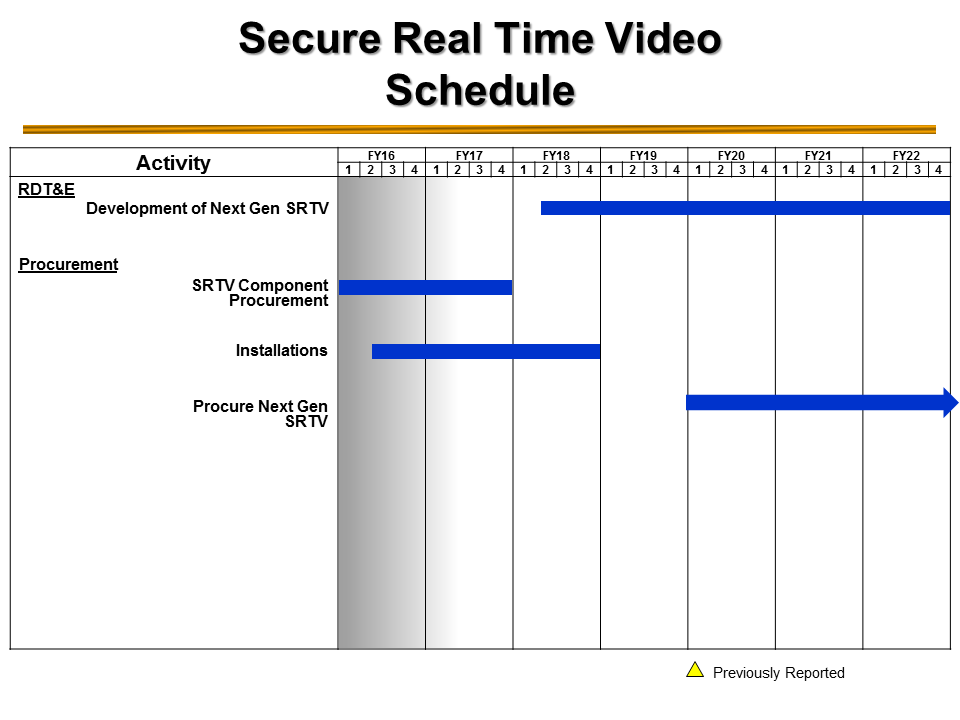 Secure Real Time Video
Schedule
Activity
FY16 FY17 FY18 FY19 FY20 FY21 FY22
1 2 3 4 1 2 3 4 1 2 3 4 1 2 3 4 1 2 3 4 1 2 3 4 1 2 3 4
RDT&E
Development of Next Gen SRTV
Procurement
SRTV Component
Procurement
Installations
Procure Next Gen
SRTV
Previously Reported